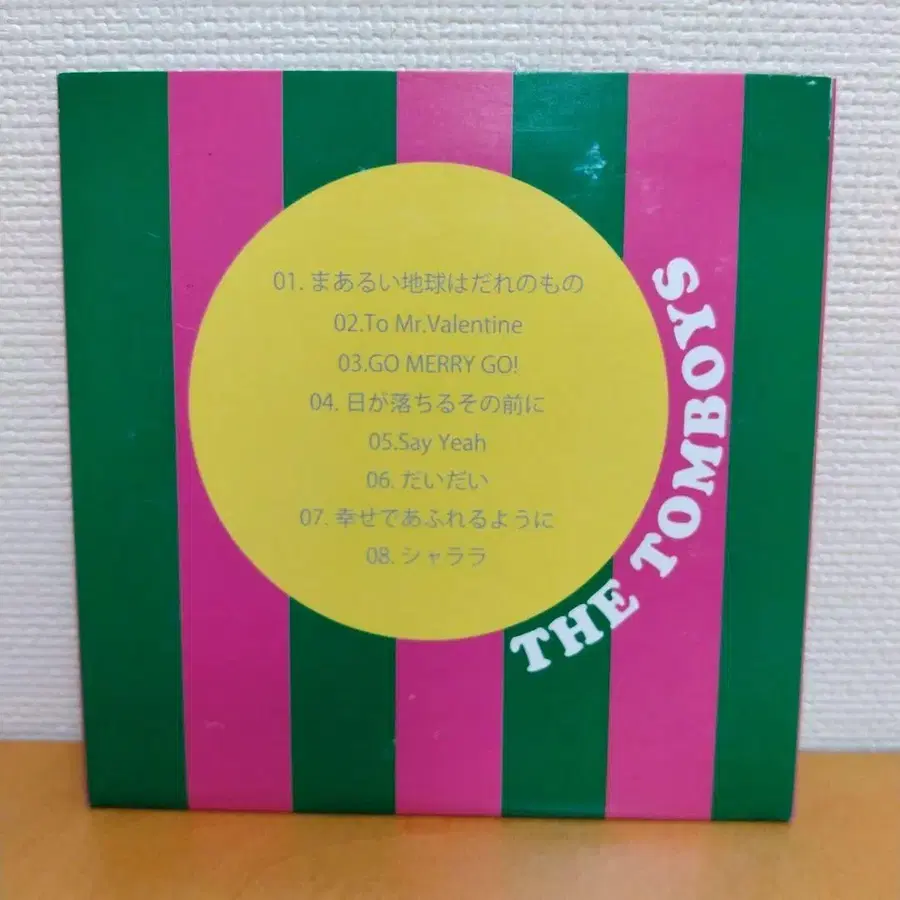 01. まあるい地球はだれのもの
02.To Mr.Valentine
03.GO MERRY GO!
04. 日が落ちるその前に
05.Say Yeah
06. だいだい
07. 幸せであふれるように
08. シャララ
THE TOMBOYS